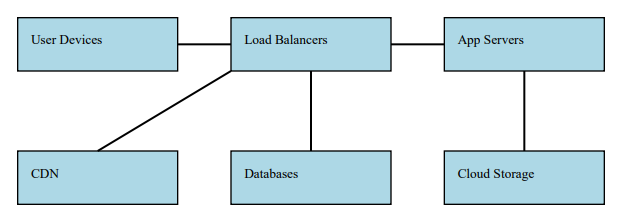 User Devices
Load Balancers
App Servers
CDN
Databases
Cloud Storage